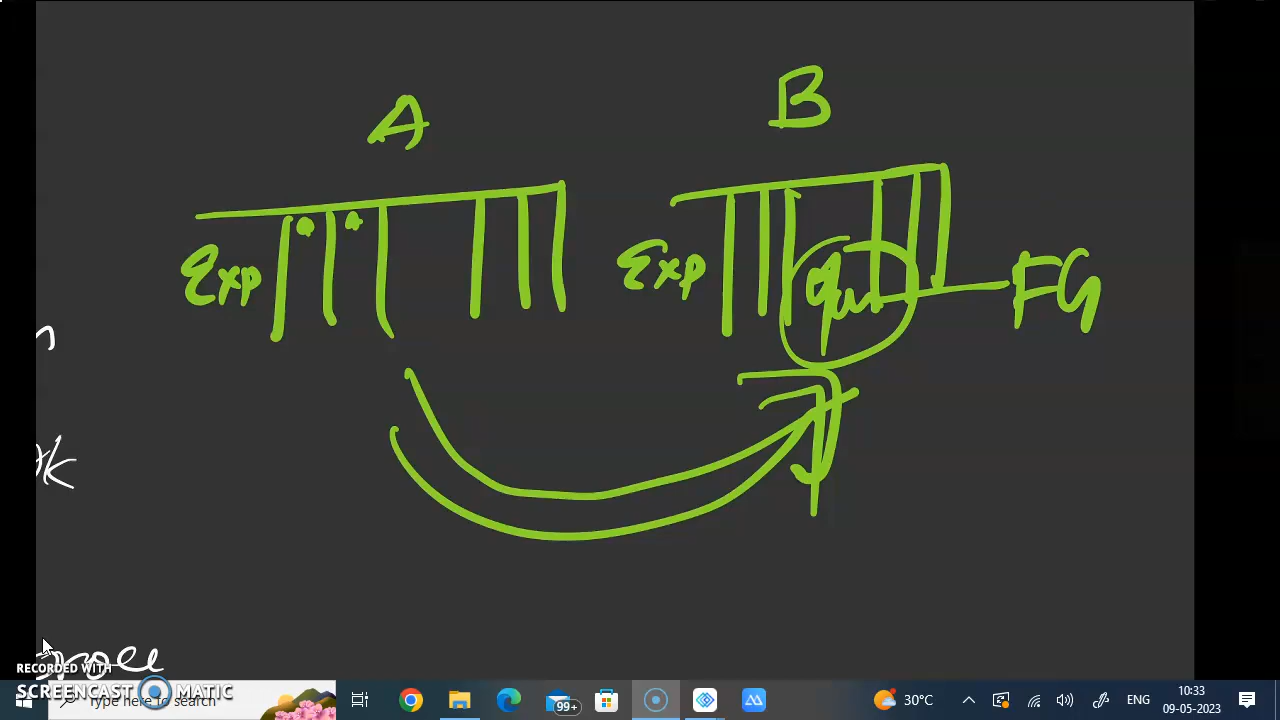 A
B
Exp
Exp
FG
RECORDED WITH
SCREENCAST MATIC
Type here to search
99+
30°C
ENG
10:33
09-05-2023